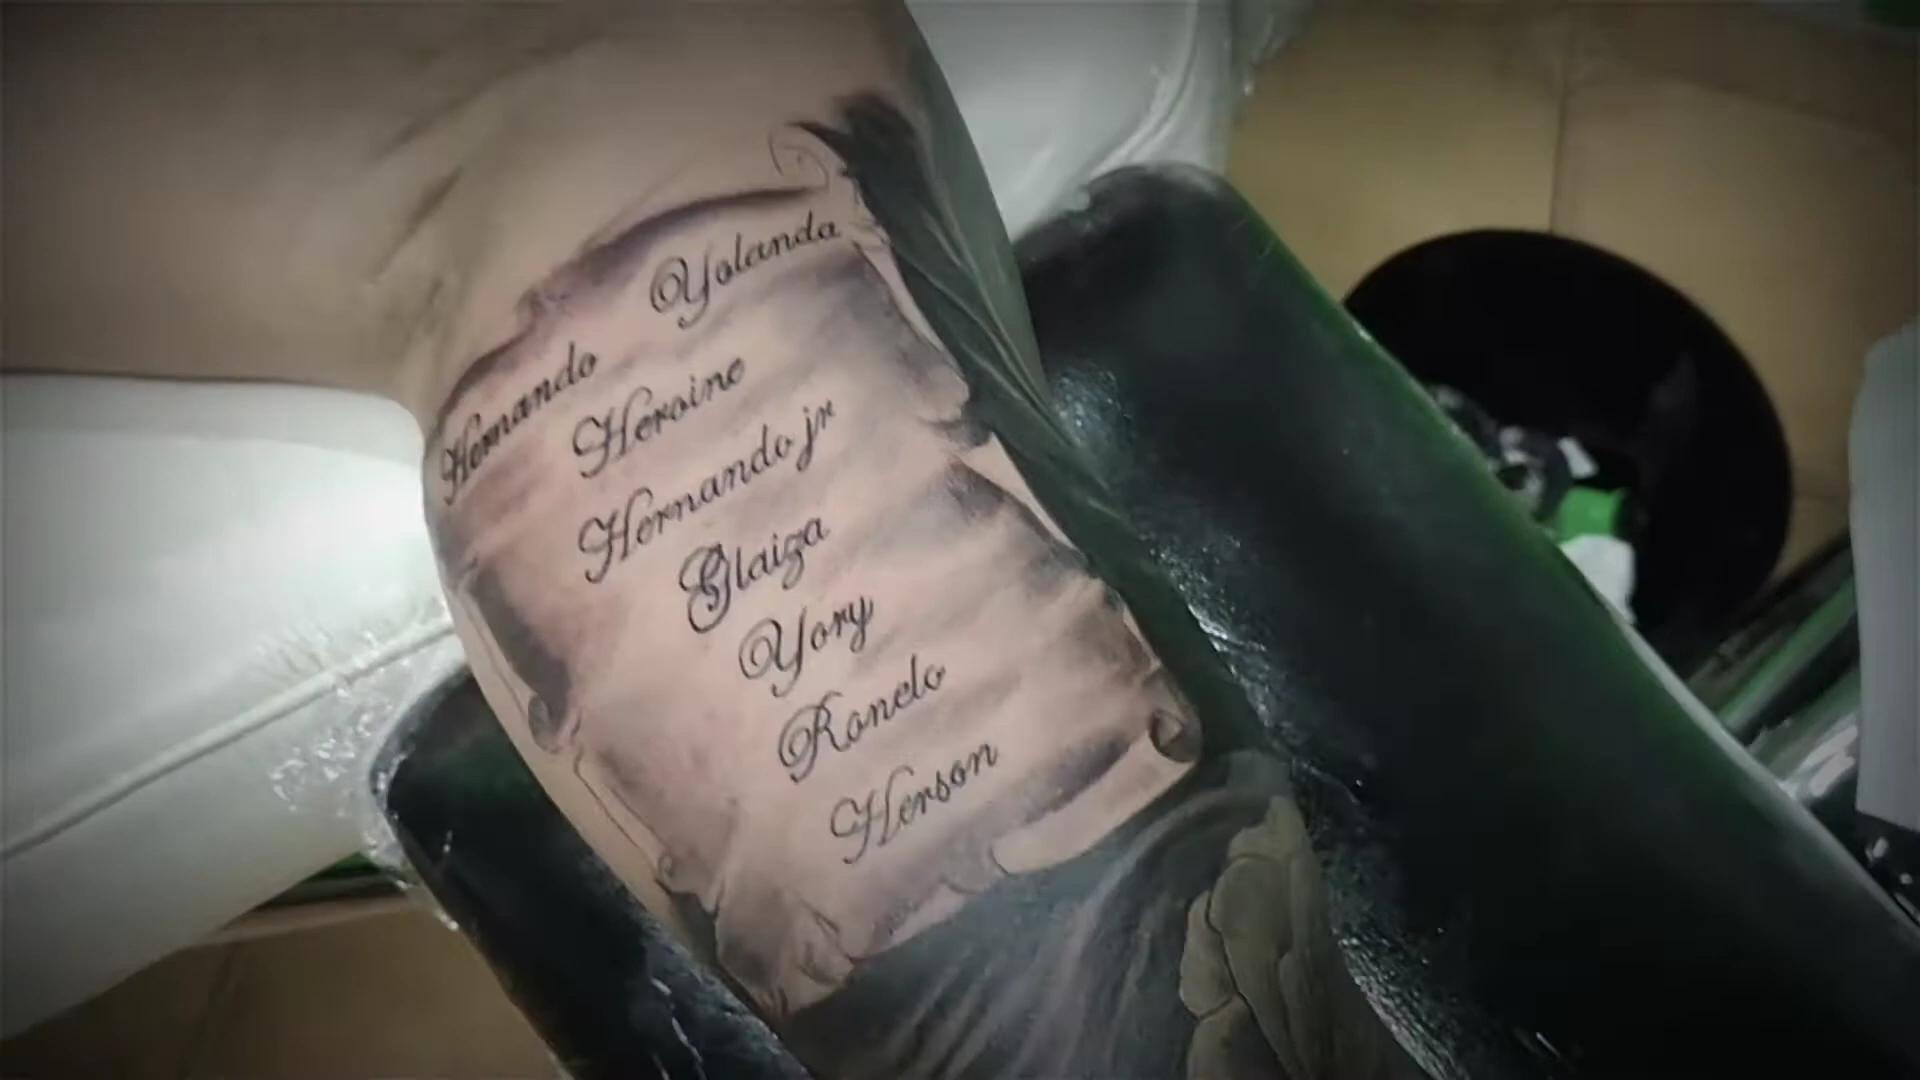 Hernando Yolanda
Heroine
Hernando jr
Glaiza
Yory
Ronelo
Herson